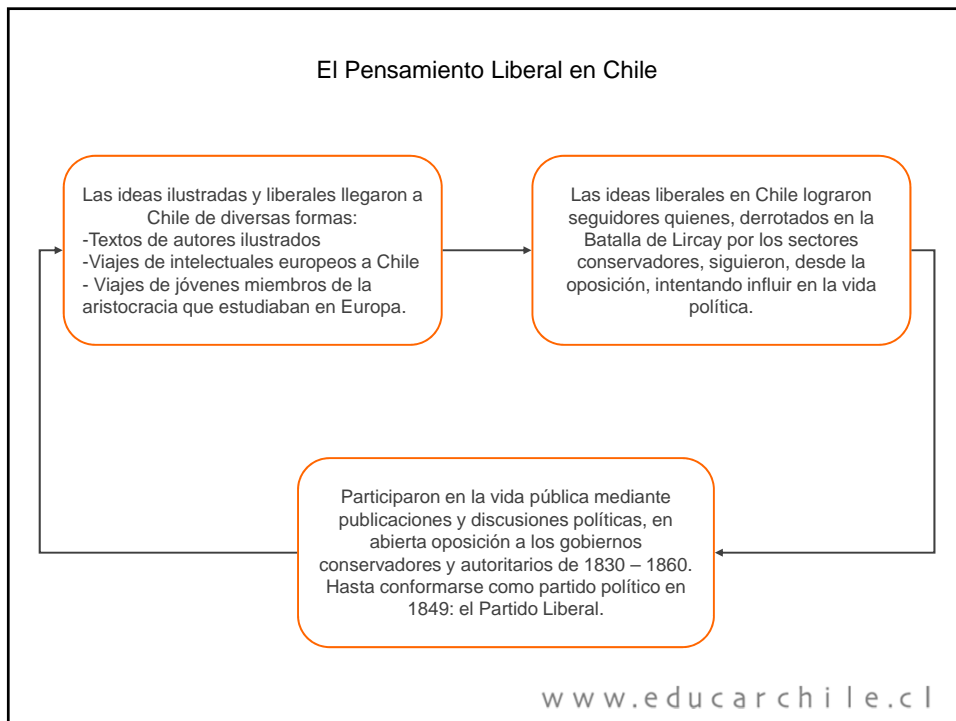 El Pensamiento Liberal en Chile
Las ideas ilustradas y liberales llegaron a
Chile de diversas formas:
-Textos de autores ilustrados
-Viajes de intelectuales europeos a Chile
- Viajes de jóvenes miembros de la
aristocracia que estudiaban en Europa.
Las ideas liberales en Chile lograron
seguidores quienes, derrotados en la
Batalla de Lircay por los sectores
conservadores, siguieron, desde la
oposición, intentando influir en la vida
política.
Participaron en la vida pública mediante
publicaciones y discusiones políticas, en
abierta oposición a los gobiernos
conservadores y autoritarios de 1830 – 1860.
Hasta conformarse como partido político en
1849: el Partido Liberal.
www.educarchile.cl